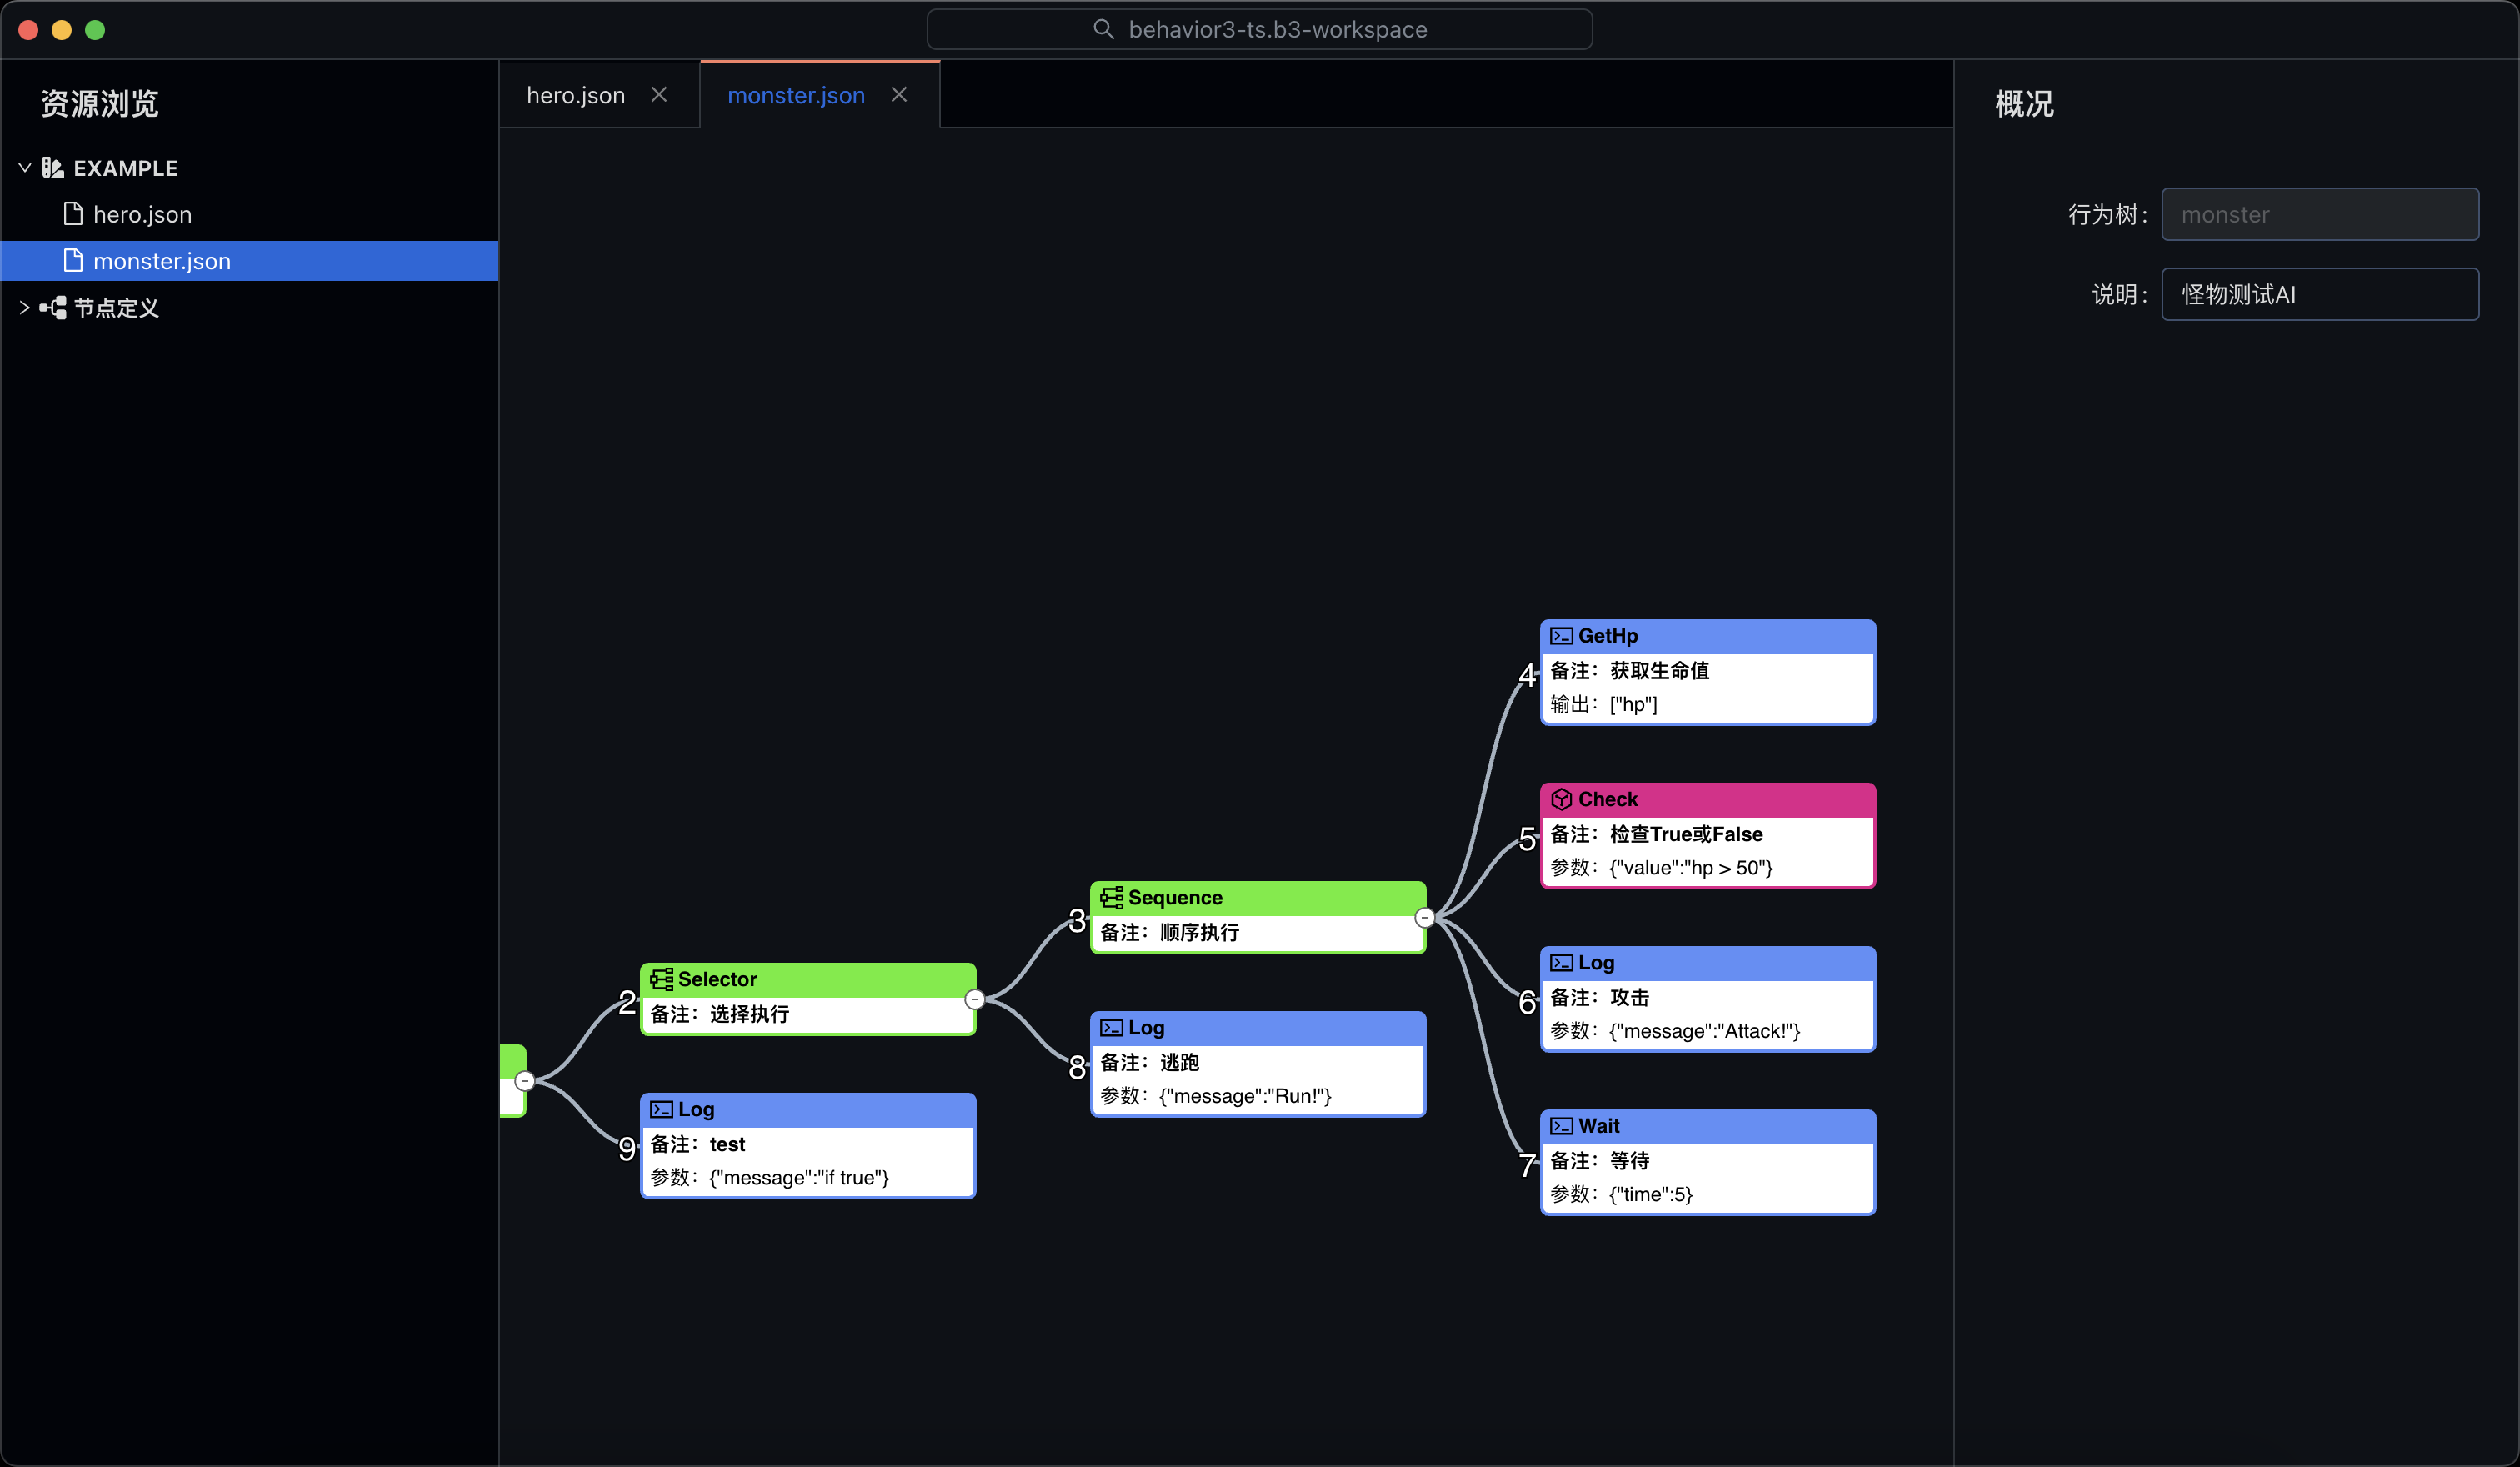 behavior3-ts.b3-workspace
资源浏览
EXAMPLE
hero.json
monster.json
节点定义
hero.json
monster.json
2
Selector
备注：选择执行
9
Log
备注：test
参数：{"message":"if true"}
3
Sequence
备注：顺序执行
8
Log
备注：逃跑
参数：{"message":"Run!"}
4
GetHp
备注：获取生命值
输出：["hp"]
5
Check
备注：检查True或False
参数：{"value":"hp > 50"}
6
Log
备注：攻击
参数：{"message":"Attack!"}
7
Wait
备注：等待
参数：{"time":5}
概况
行为树： monster
说明： 怪物测试AI